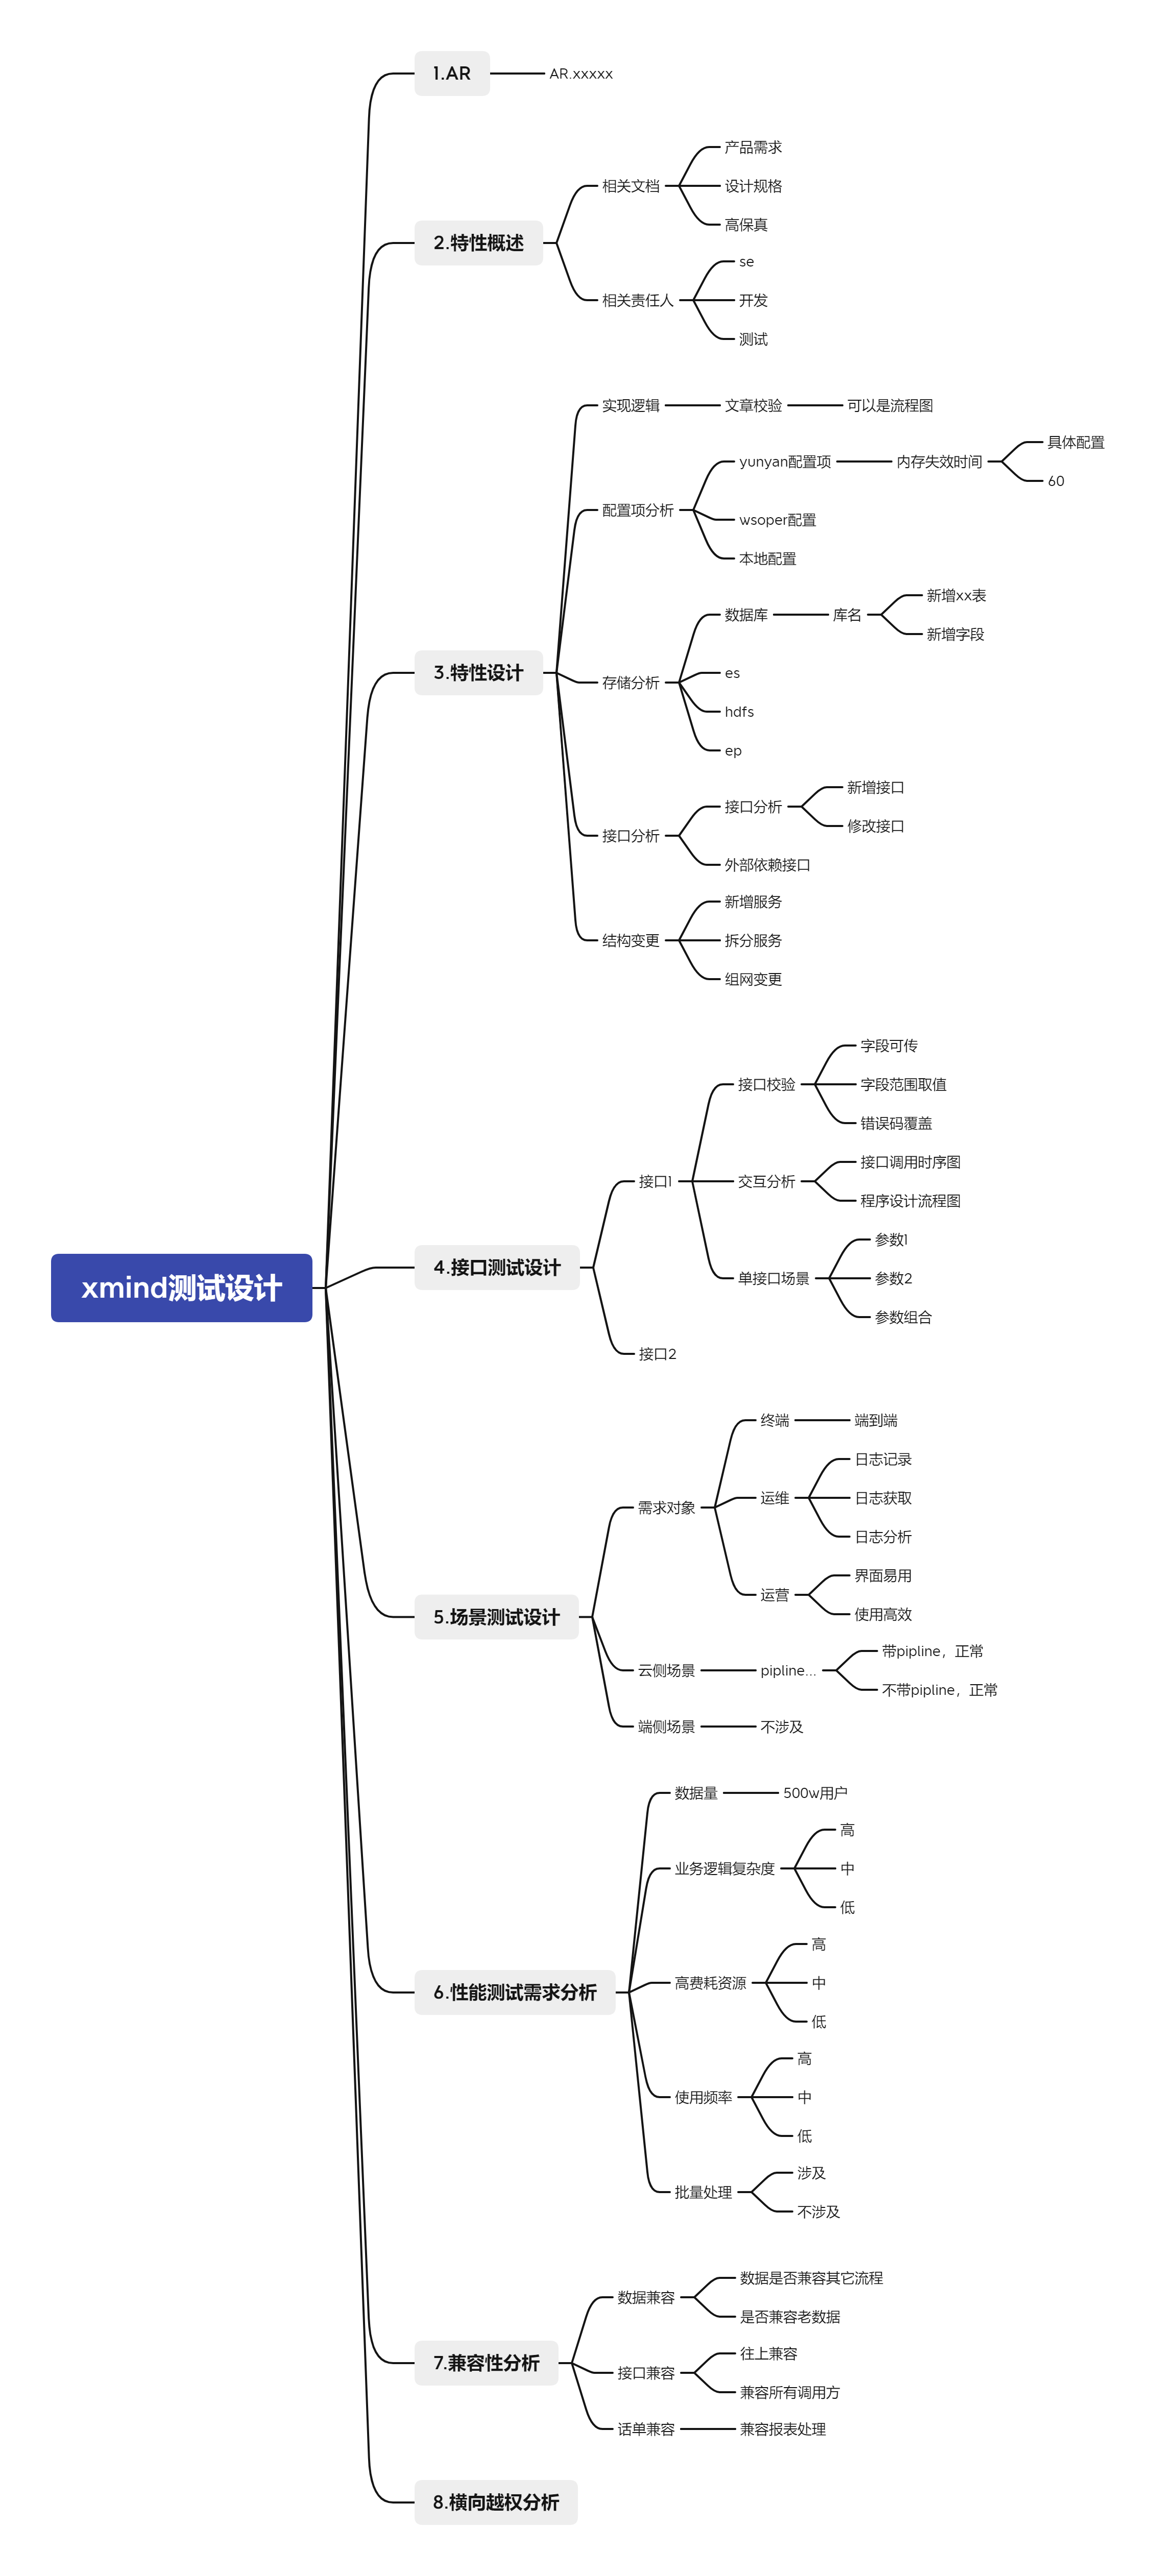 xmind测试设计
1.AR
AR.xxxxx
2.特性概述
相关文档
产品需求
设计规格
高保真
相关责任人
se
开发
测试
3.特性设计
实现逻辑
文章校验
可以是流程图
配置项分析
yunyan配置项
内存失效时间
具体配置
60
wsoper配置
本地配置
存储分析
数据库
库名
新增xx表
新增字段
es
hdfs
ep
接口分析
接口分析
新增接口
修改接口
外部依赖接口
结构变更
新增服务
拆分服务
组网变更
4.接口测试设计
接口1
接口校验
字段可传
字段范围取值
错误码覆盖
交互分析
接口调用时序图
程序设计流程图
单接口场景
参数1
参数2
参数组合
接口2
5.场景测试设计
需求对象
终端
端到端
运维
日志记录
日志获取
日志分析
运营
界面易用
使用高效
云侧场景
pipline...
带pipline，正常
不带pipline，正常
端侧场景
不涉及
6.性能测试需求分析
数据量
500w用户
业务逻辑复杂度
高
中
低
高费耗资源
高
中
低
使用频率
高
中
低
批量处理
涉及
不涉及
7.兼容性分析
数据兼容
数据是否兼容其它流程
是否兼容老数据
接口兼容
往上兼容
兼容所有调用方
话单兼容
兼容报表处理
8.横向越权分析